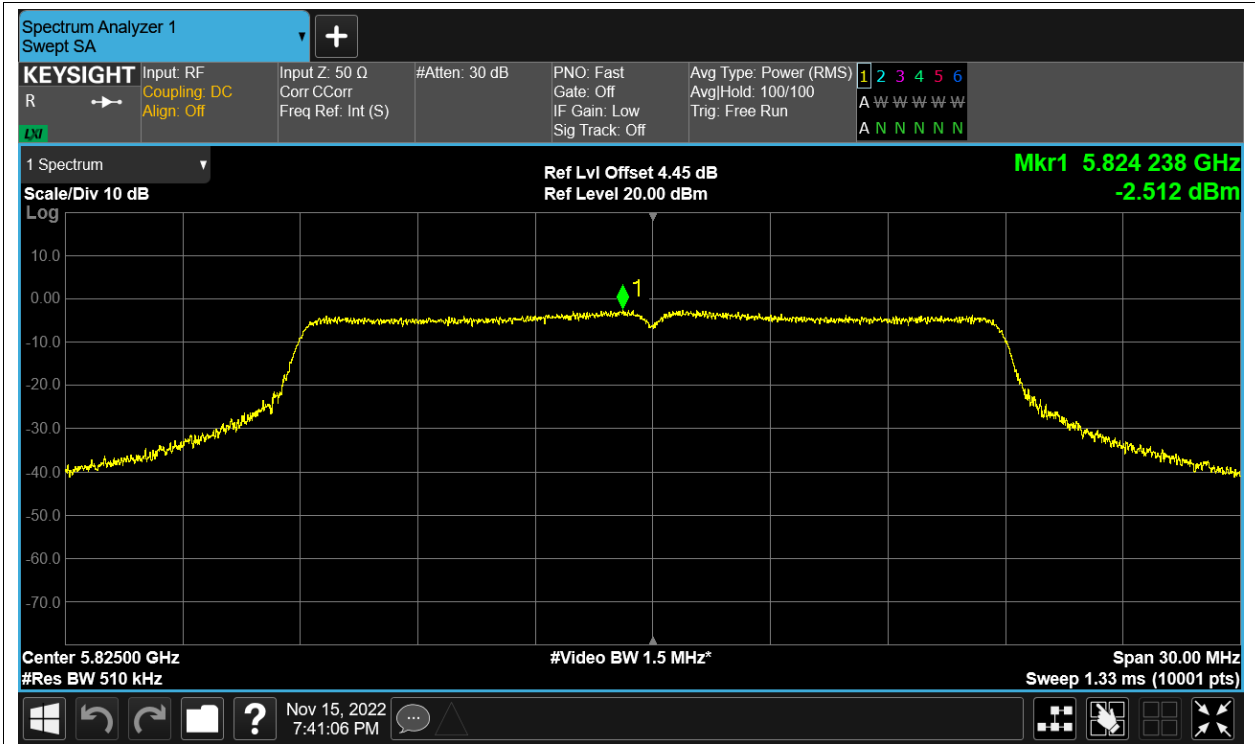 Spectrum Analyzer 1
Swept SA
KEYSIGHT
R
LXI
Input: RF
Coupling: DC
Align: Off
Input Z: 50 Ω
Corr CCorr
Freq Ref: Int (S)
#Atten: 30 dB
PNO: Fast
Gate: Off
IF Gain: Low
Sig Track: Off
Avg Type: Power (RMS)
Avg|Hold: 100/100
Trig: Free Run
1 2 3 4 5 6
A W W W W W
A N N N N N
1 Spectrum
Scale/Div 10 dB
Log
Ref Lvl Offset 4.45 dB
Ref Level 20.00 dBm
Mkr1 5.824 238 GHz
-2.512 dBm
10.0
0.00
-10.0
-20.0
-30.0
-40.0
-50.0
-60.0
-70.0
1
Center 5.82500 GHz
#Res BW 510 kHz
#Video BW 1.5 MHz*
Span 30.00 MHz
Sweep 1.33 ms (10001 pts)
?
Nov 15, 2022
7:41:06 PM